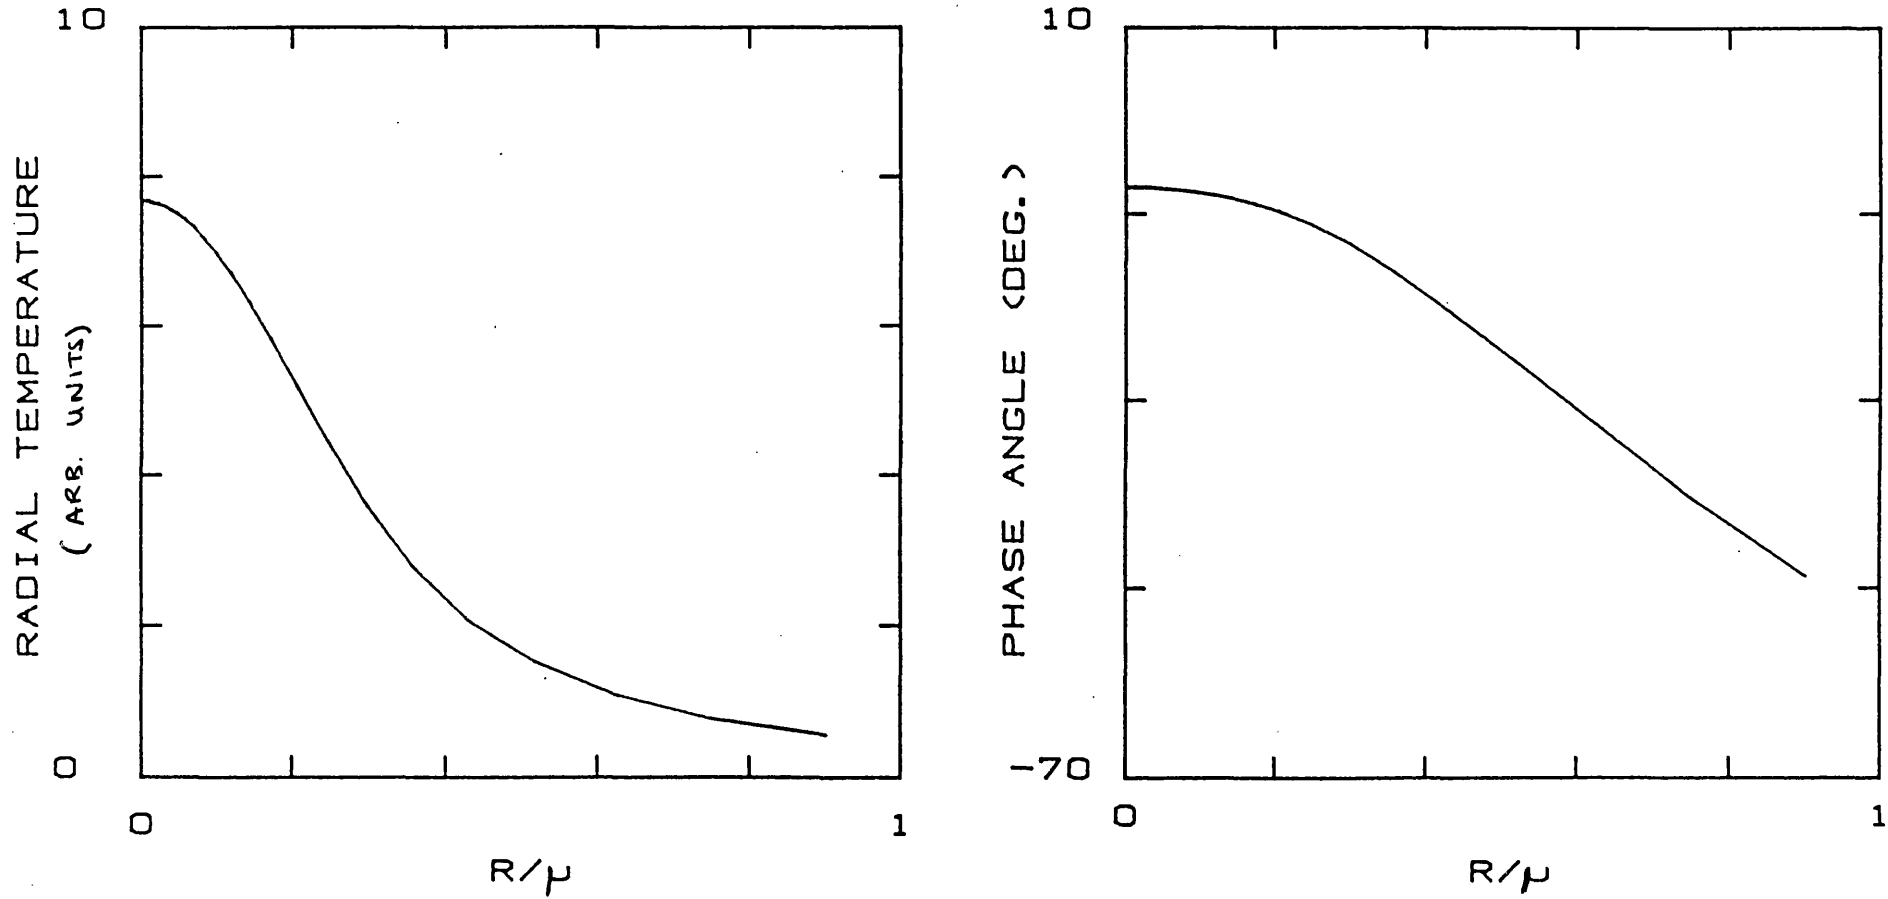 10
RADIAL TEMPERATURE
(ARB. UNITS)
0
0 1
R/μ
10
PHASE ANGLE (DEG.)
-70
0 1
R/μ